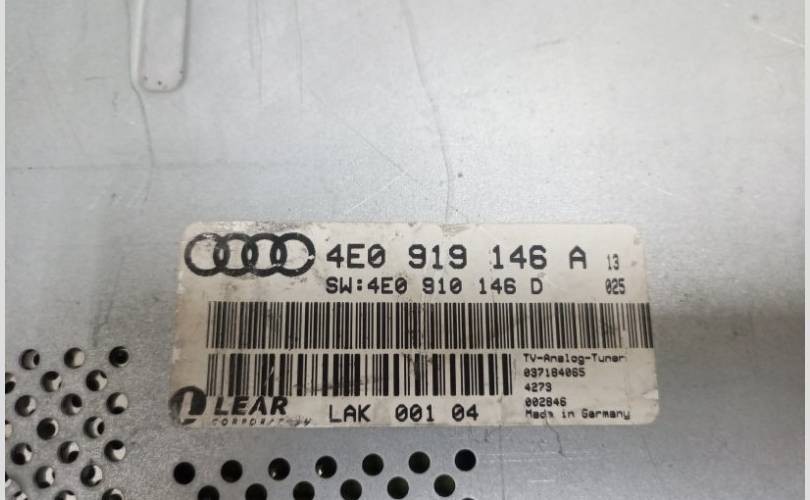 4E0 919 146 A 13
SW:4E0 910 146 D 025
TV-Analog-Tuner
037184065
4273
002846
Made in Germany
LEAR
CORPORATION
LAK 001 04